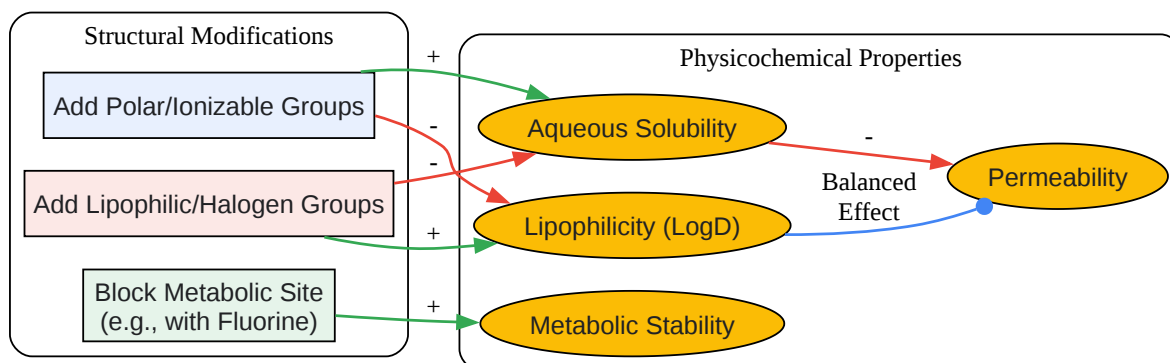 Structural Modifications
Add Polar/Ionizable Groups
Add Lipophilic/Halogen Groups
Block Metabolic Site
(e.g., with Fluorine)
+
-
-
+
+
Physicochemical Properties
Aqueous Solubility
Lipophilicity (LogD)
Metabolic Stability
-
Balanced
Effect
Permeability